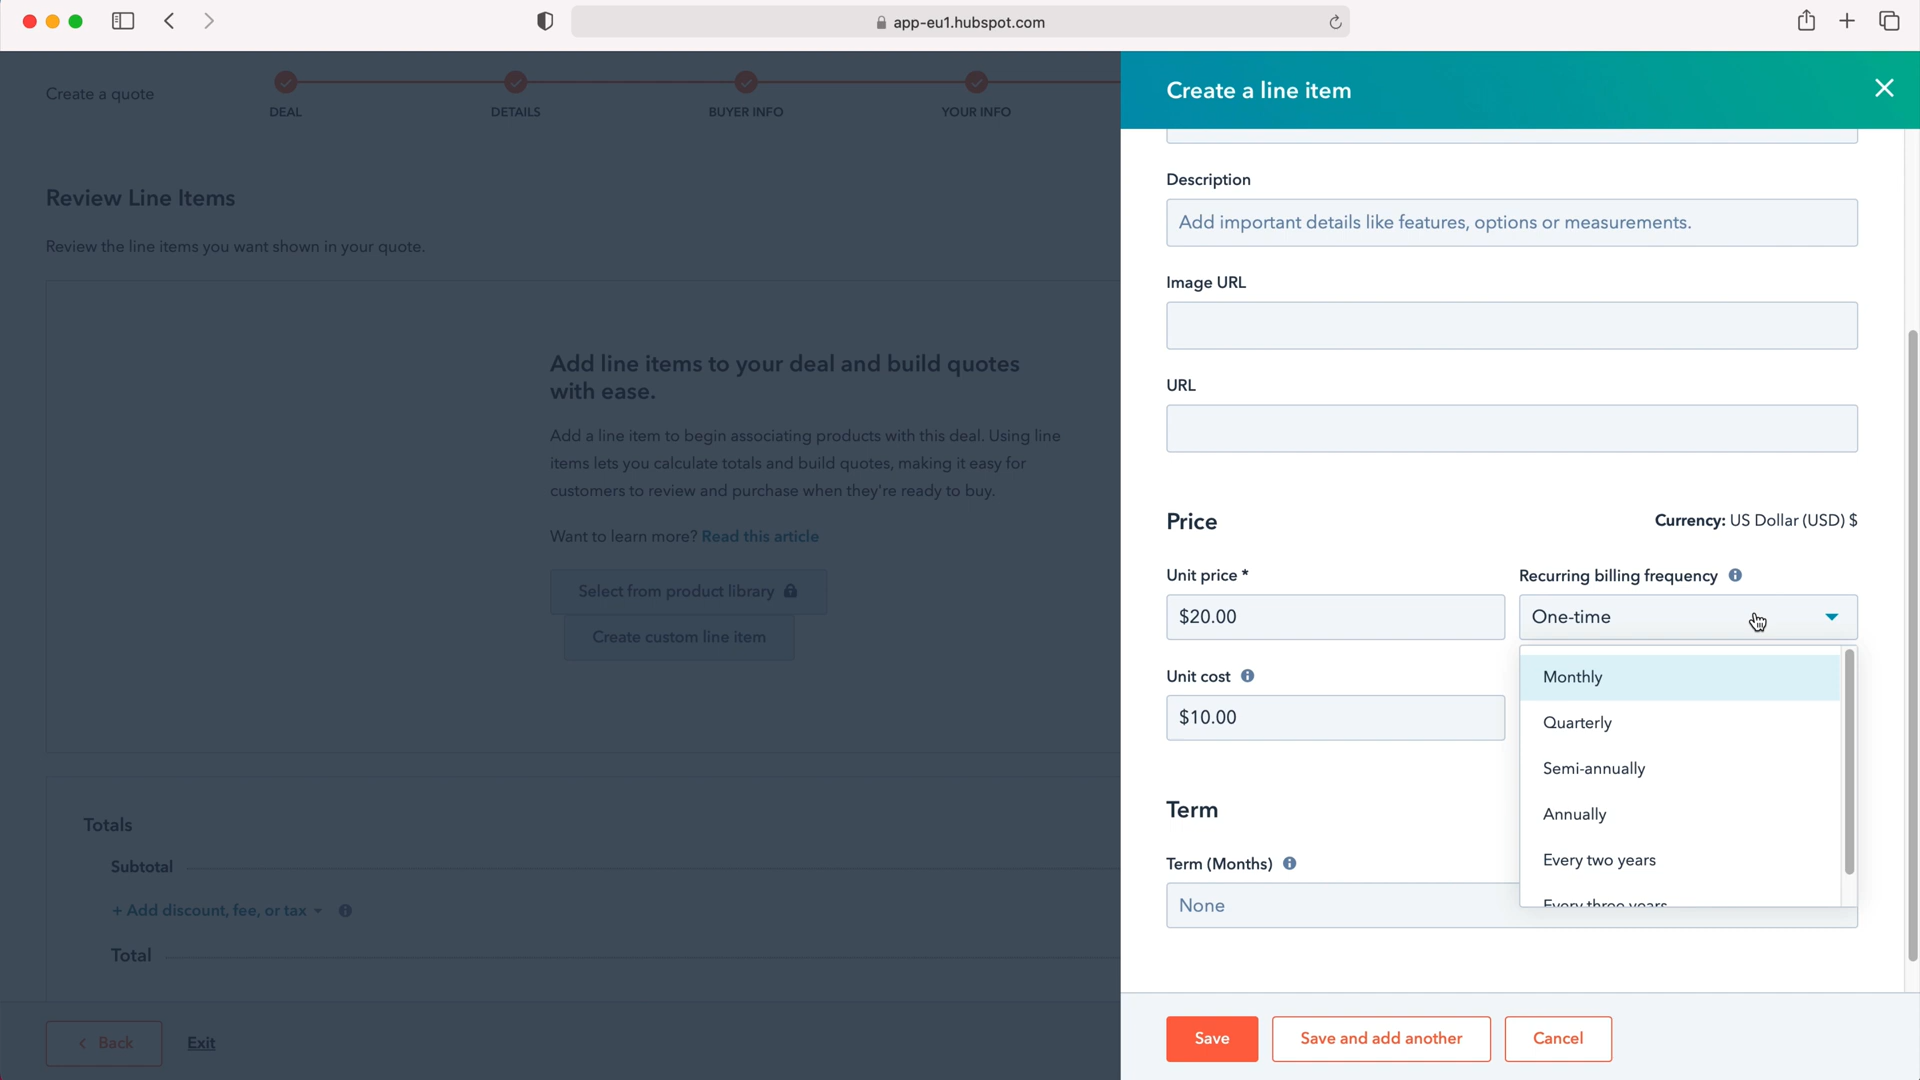 app-eu1.hubspot.com
Create a quote
DEAL
DETAILS
BUYER INFO
YOUR INFO
Review Line Items
Review the line items you want shown in your quote.
Add line items to your deal and build quotes
with ease.
Add a line item to begin associating products with this deal. Using line
items lets you calculate totals and build quotes, making it easy for
customers to review and purchase when they're ready to buy.
Want to learn more? Read this article
Select from product library
Create custom line item
Totals
Subtotal
+ Add discount, fee, or tax
Total
Back
Exit
Create a line item
Description
Add important details like features, options or measurements.
Image URL
URL
Price
Currency: US Dollar (USD) $
Unit price *
Recurring billing frequency
$20.00
One-time
Unit cost
$10.00
Monthly
Quarterly
Semi-annually
Annually
Every two years
Every three years
Term
Term (Months)
None
Save
Save and add another
Cancel